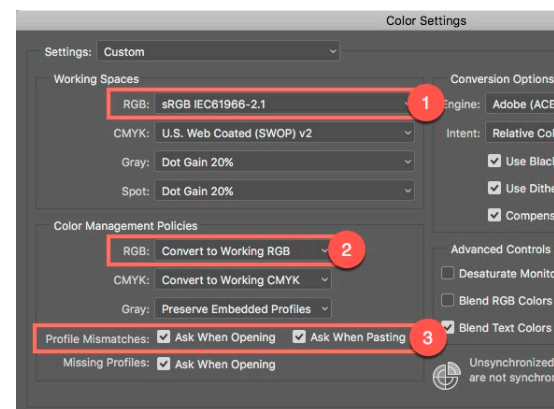 Color Settings
Settings: Custom
Working Spaces
RGB: sRGB IEC61966-2.1
1
CMYK: U.S. Web Coated (SWOP) v2
Gray: Dot Gain 20%
Spot: Dot Gain 20%
Color Management Policies
RGB: Convert to Working RGB
2
CMYK: Convert to Working CMYK
Gray: Preserve Embedded Profiles
Profile Mismatches: Ask When Opening Ask When Pasting
3
Missing Profiles: Ask When Opening
Conversion Options
Engine: Adobe (ACE
Intent: Relative Col
Use Blac
Use Dithe
Compens
Advanced Controls
Desaturate Monito
Blend RGB Colors
Blend Text Colors
Unsynchronized
are not synchron